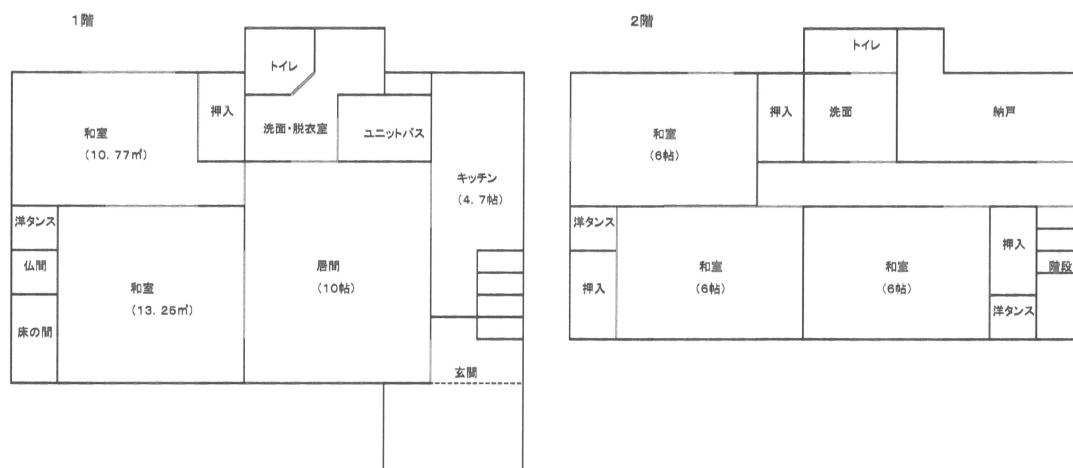 1階
トイレ
押入
洗面・脱衣室
ユニットバス
和室
(10.77㎡)
キッチン
(4.7帖)
洋タンス
仏間
床の間
和室
(13.25㎡)
居間
(10帖)
玄関
2階
トイレ
押入
洗面
納戸
和室
(6帖)
洋タンス
押入
和室
(6帖)
和室
(6帖)
押入
洋タンス
階段